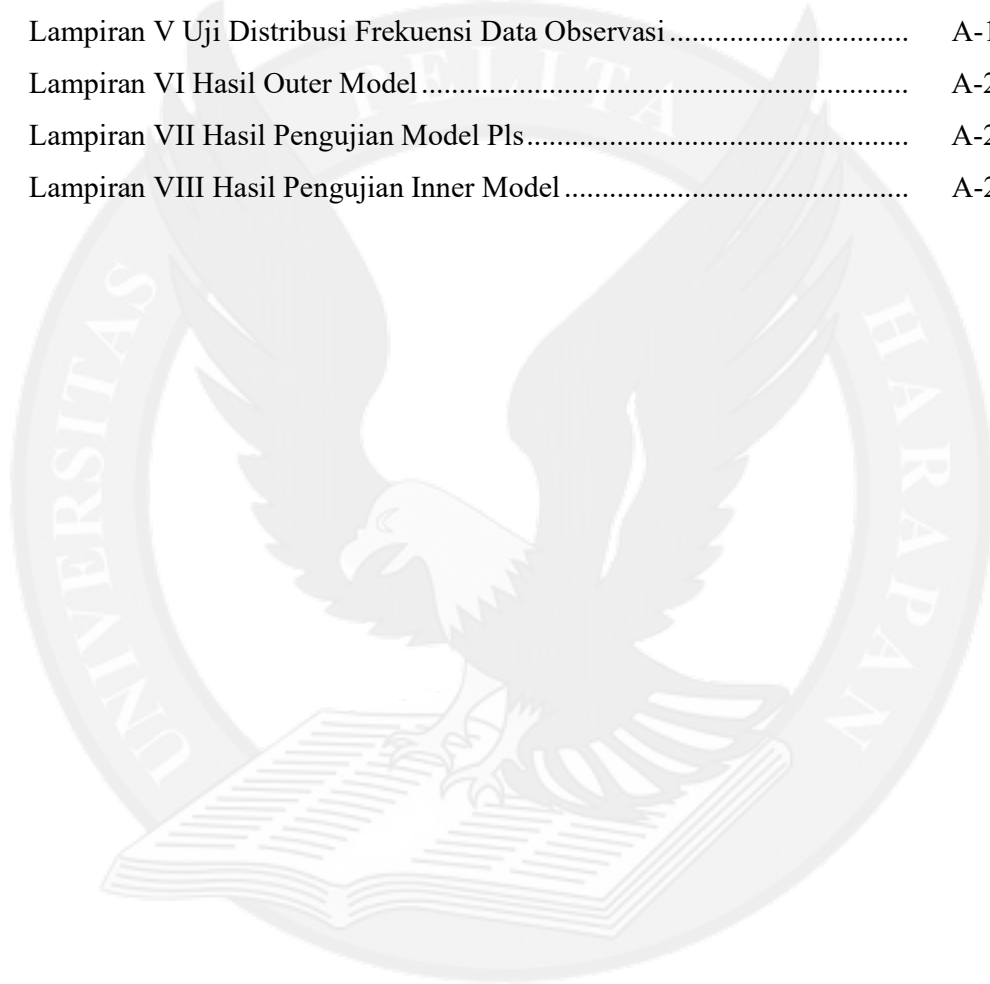 Lampiran V Uji Distribusi Frekuensi Data Observasi.............................. A-1
Lampiran VI Hasil Outer Model.............................................................. A-2
Lampiran VII Hasil Pengujian Model Pls................................................ A-2
Lampiran VIII Hasil Pengujian Inner Model........................................... A-2
UNIVERSITAS PELITA HARAPAN